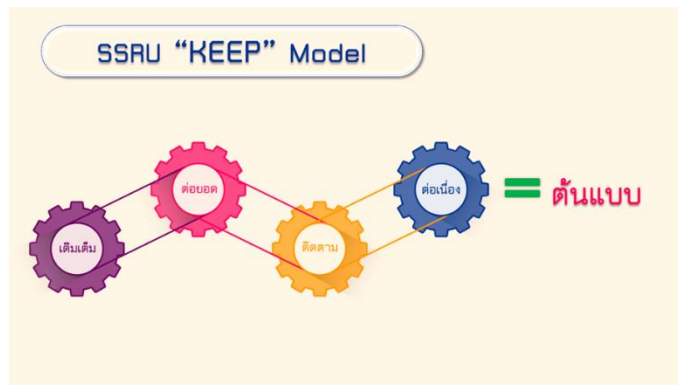 SSRU “KEEP” Model
เติมเต็ม
ต่อยอด
ติดตาม
ต่อเนื่อง
= ต้นแบบ